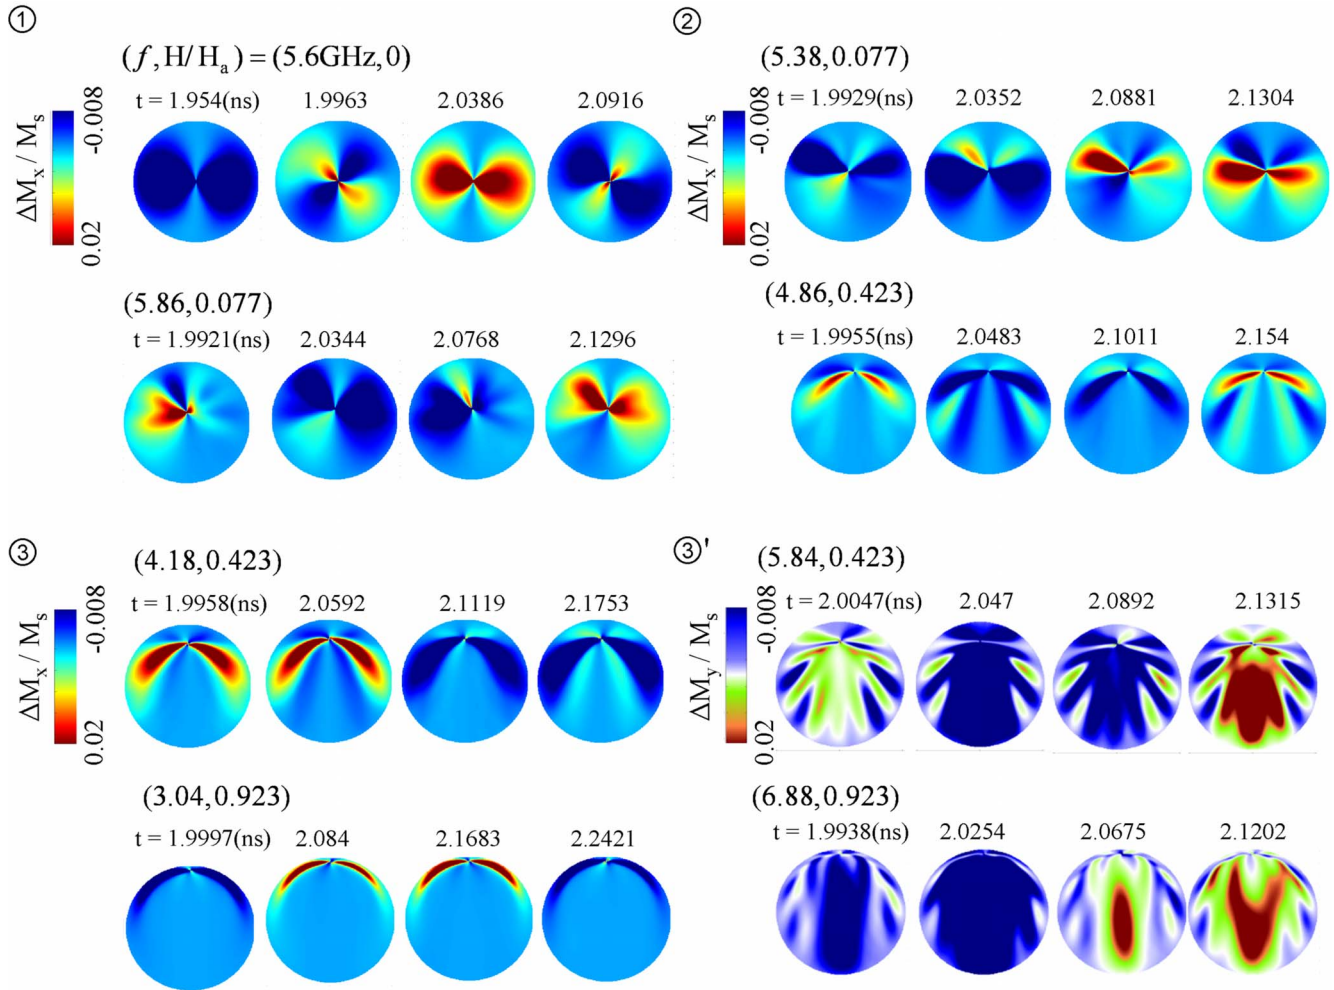 ①
(f,H/Hₐ) = (5.6GHz,0)
t = 1.954(ns) 1.9963 2.0386 2.0916
-0.008
ΔMₓ / Mₛ
0.02
(5.86,0.077)
t = 1.9921(ns) 2.0344 2.0768 2.1296
②
(5.38,0.077)
t = 1.9929(ns) 2.0352 2.0881 2.1304
-0.008
ΔMₓ / Mₛ
0.02
(4.86,0.423)
t = 1.9955(ns) 2.0483 2.1011 2.154
③
(4.18,0.423)
t = 1.9958(ns) 2.0592 2.1119 2.1753
-0.008
ΔMₓ / Mₛ
0.02
(3.04,0.923)
t = 1.9997(ns) 2.084 2.1683 2.2421
③'
(5.84,0.423)
t = 2.0047(ns) 2.047 2.0892 2.1315
-0.008
ΔM_y / Mₛ
0.02
(6.88,0.923)
t = 1.9938(ns) 2.0254 2.0675 2.1202